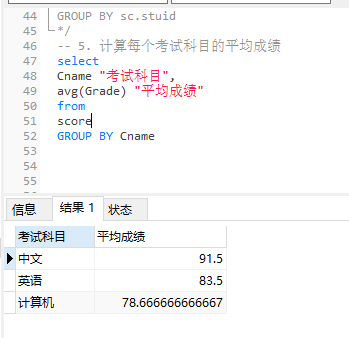 44 GROUP BY sc.stuid
45 */
46 -- 5. 计算每个考试科目的平均成绩
47 select
48 Cname "考试科目",
49 avg(Grade) "平均成绩"
50 from
51 score
52 GROUP BY Cname
53
54
55
信息 结果 1 状态
考试科目 平均成绩
中文 91.5
英语 83.5
计算机 78.666666666667